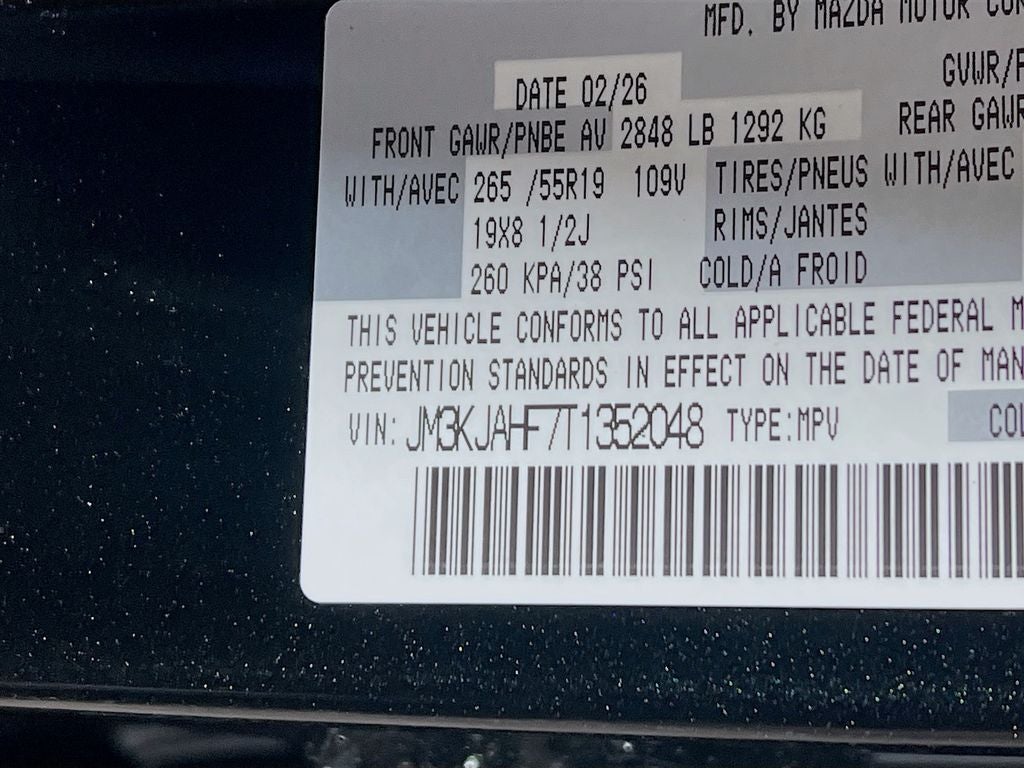 MFD. BY MAZDA MOTOR
DATE 02/26 GVWR/
FRONT GAWR/PNBE AV 2848 LB 1292 KG REAR GAWR
WITH/AVEC 265 /55R19 109V TIRES/PNEUS WITH/AVEC
19X8 1/2J RIMS/JANTES
260 KPA/38 PSI COLD/A FROID
THIS VEHICLE CONFORMS TO ALL APPLICABLE FEDERAL M
PREVENTION STANDARDS IN EFFECT ON THE DATE OF MAN
VIN: JM3KJAHF7T1352048 TYPE:MPV COL